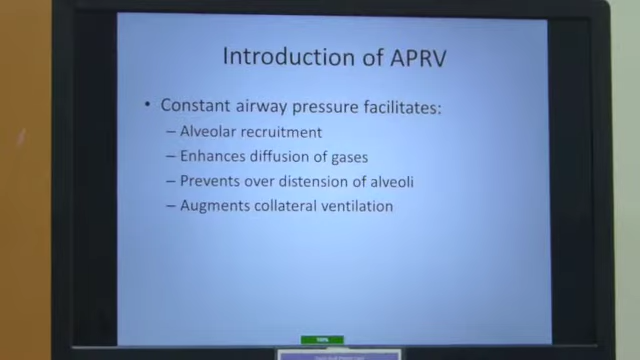 Introduction of APRV
• Constant airway pressure facilitates:
– Alveolar recruitment
– Enhances diffusion of gases
– Prevents over distension of alveoli
– Augments collateral ventilation